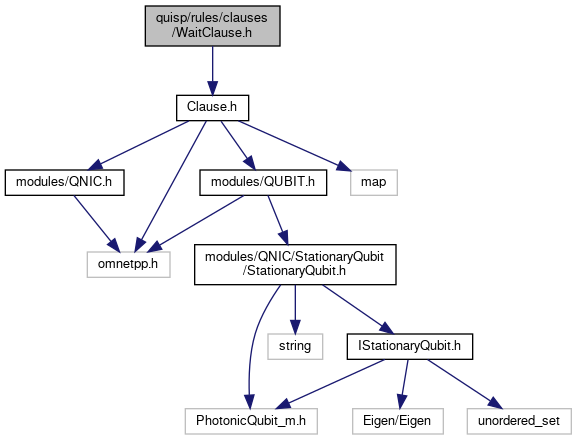 quisp/rules/clauses
/WaitClause.h
Clause.h
modules/QNIC.h
modules/QUBIT.h
map
omnetpp.h
modules/QNIC/StationaryQubit
/StationaryQubit.h
string
IStationaryQubit.h
PhotonicQubit_m.h
Eigen/Eigen
unordered_set